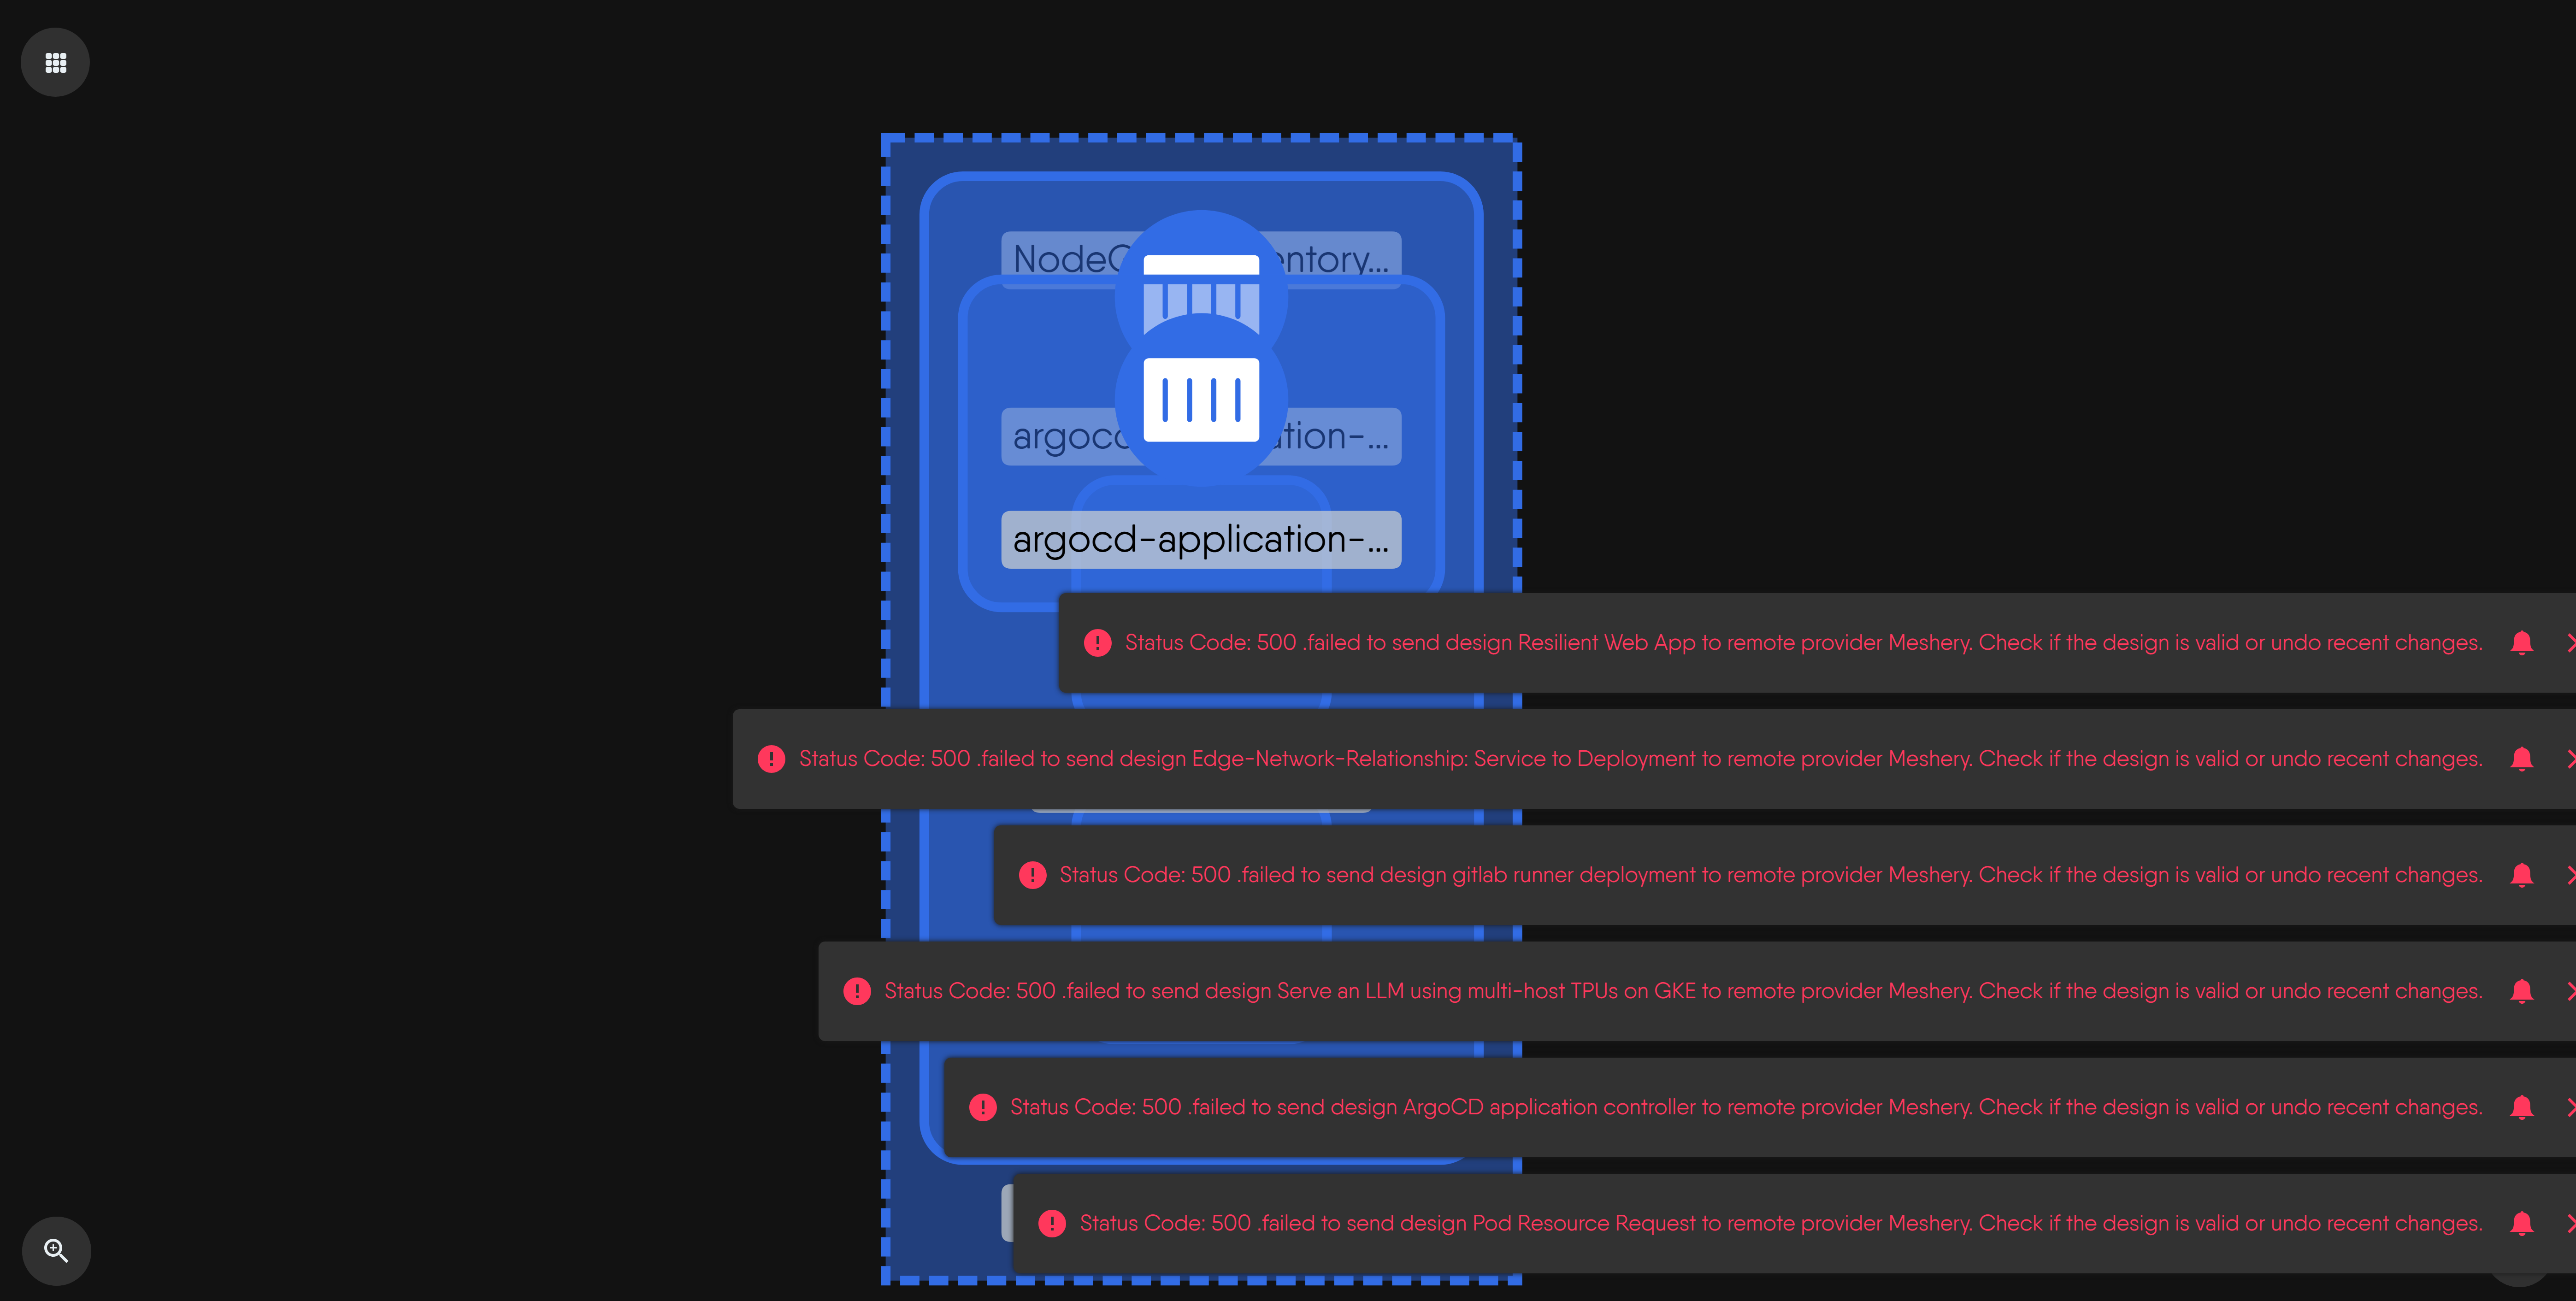 NodeC entory...
argocd ation-...
argocd-application-...
Status Code: 500 .failed to send design Resilient Web App to remote provider Meshery. Check if the design is valid or undo recent changes.
Status Code: 500 .failed to send design Edge-Network-Relationship: Service to Deployment to remote provider Meshery. Check if the design is valid or undo recent changes.
Status Code: 500 .failed to send design gitlab runner deployment to remote provider Meshery. Check if the design is valid or undo recent changes.
Status Code: 500 .failed to send design Serve an LLM using multi-host TPUs on GKE to remote provider Meshery. Check if the design is valid or undo recent changes.
Status Code: 500 .failed to send design ArgoCD application controller to remote provider Meshery. Check if the design is valid or undo recent changes.
Status Code: 500 .failed to send design Pod Resource Request to remote provider Meshery. Check if the design is valid or undo recent changes.